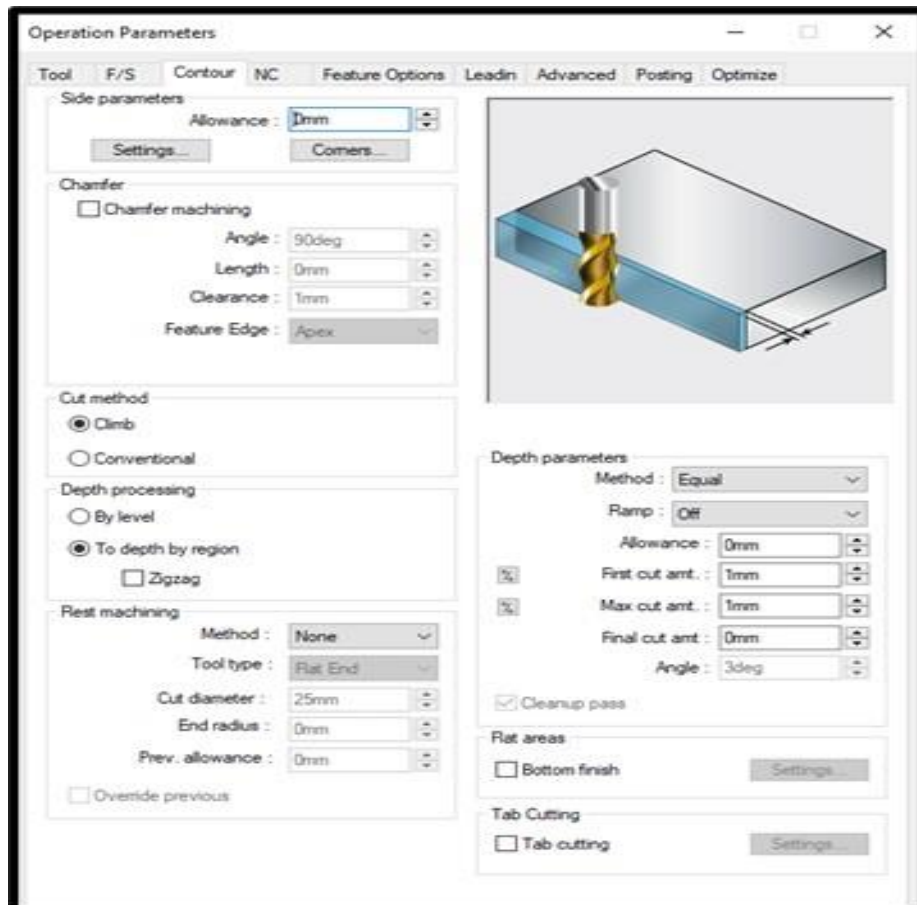 Operation Parameters
Tool F/S Contour NC Feature Options Leadin Advanced Posting Optimize
Side parameters
Allowance : 0mm
Settings... Corners...
Chamfer
Chamfer machining
Angle : 90deg
Length : 0mm
Clearance : 1mm
Feature Edge : Apex
Cut method
Climb
Conventional
Depth processing
By level
To depth by region
Zigzag
Rest machining
Method : None
Tool type : Flat End
Cut diameter : 25mm
End radius : 0mm
Prev. allowance : 0mm
Override previous
Depth parameters
Method : Equal
Ramp : Off
Allowance : 0mm
% First cut amt. : 1mm
% Max cut amt. : 1mm
Final cut amt : 0mm
Angle : 3deg
Cleanup pass
Flat areas
Bottom finish Settings...
Tab Cutting
Tab cutting Settings...